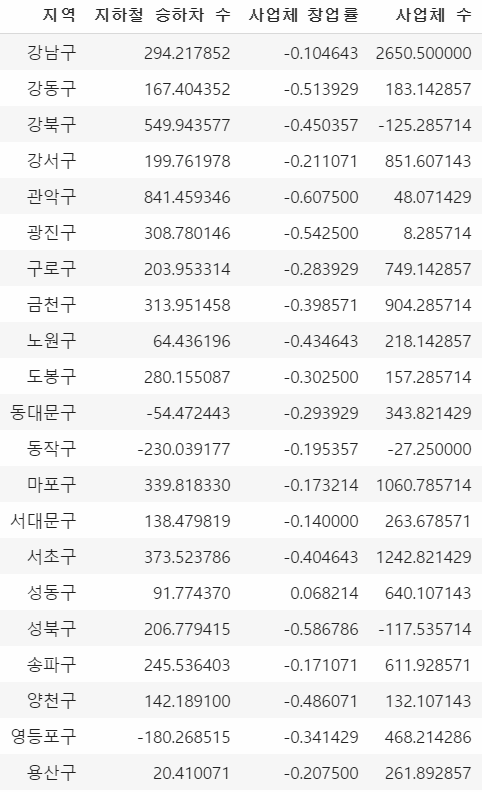 지역 지하철 승하차 수 사업체 창업률 사업체 수
강남구 294.217852 -0.104643 2650.500000
강동구 167.404352 -0.513929 183.142857
강북구 549.943577 -0.450357 -125.285714
강서구 199.761978 -0.211071 851.607143
관악구 841.459346 -0.607500 48.071429
광진구 308.780146 -0.542500 8.285714
구로구 203.953314 -0.283929 749.142857
금천구 313.951458 -0.398571 904.285714
노원구 64.436196 -0.434643 218.142857
도봉구 280.155087 -0.302500 157.285714
동대문구 -54.472443 -0.293929 343.821429
동작구 -230.039177 -0.195357 -27.250000
마포구 339.818330 -0.173214 1060.785714
서대문구 138.479819 -0.140000 263.678571
서초구 373.523786 -0.404643 1242.821429
성동구 91.774370 0.068214 640.107143
성북구 206.779415 -0.586786 -117.535714
송파구 245.536403 -0.171071 611.928571
양천구 142.189100 -0.486071 132.107143
영등포구 -180.268515 -0.341429 468.214286
용산구 20.410071 -0.207500 261.892857